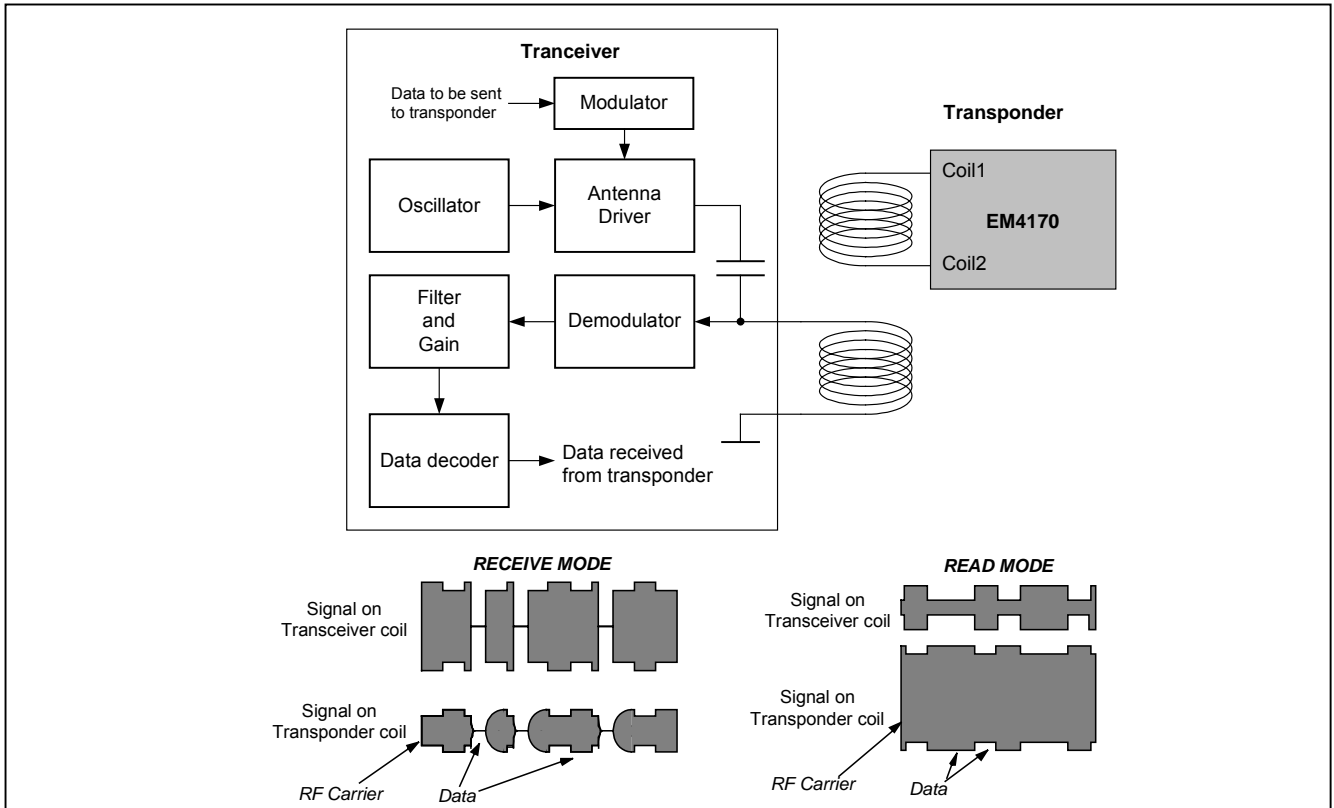 Tranceiver
Data to be sent
to transponder
Modulator
Transponder
Oscillator
Antenna
Driver
Coil1
EM4170
Coil2
Filter
and
Gain
Demodulator
Data decoder
Data received
from transponder
RECEIVE MODE
Signal on
Transceiver coil
Signal on
Transponder coil
RF Carrier
Data
READ MODE
Signal on
Transceiver coil
Signal on
Transponder coil
RF Carrier
Data